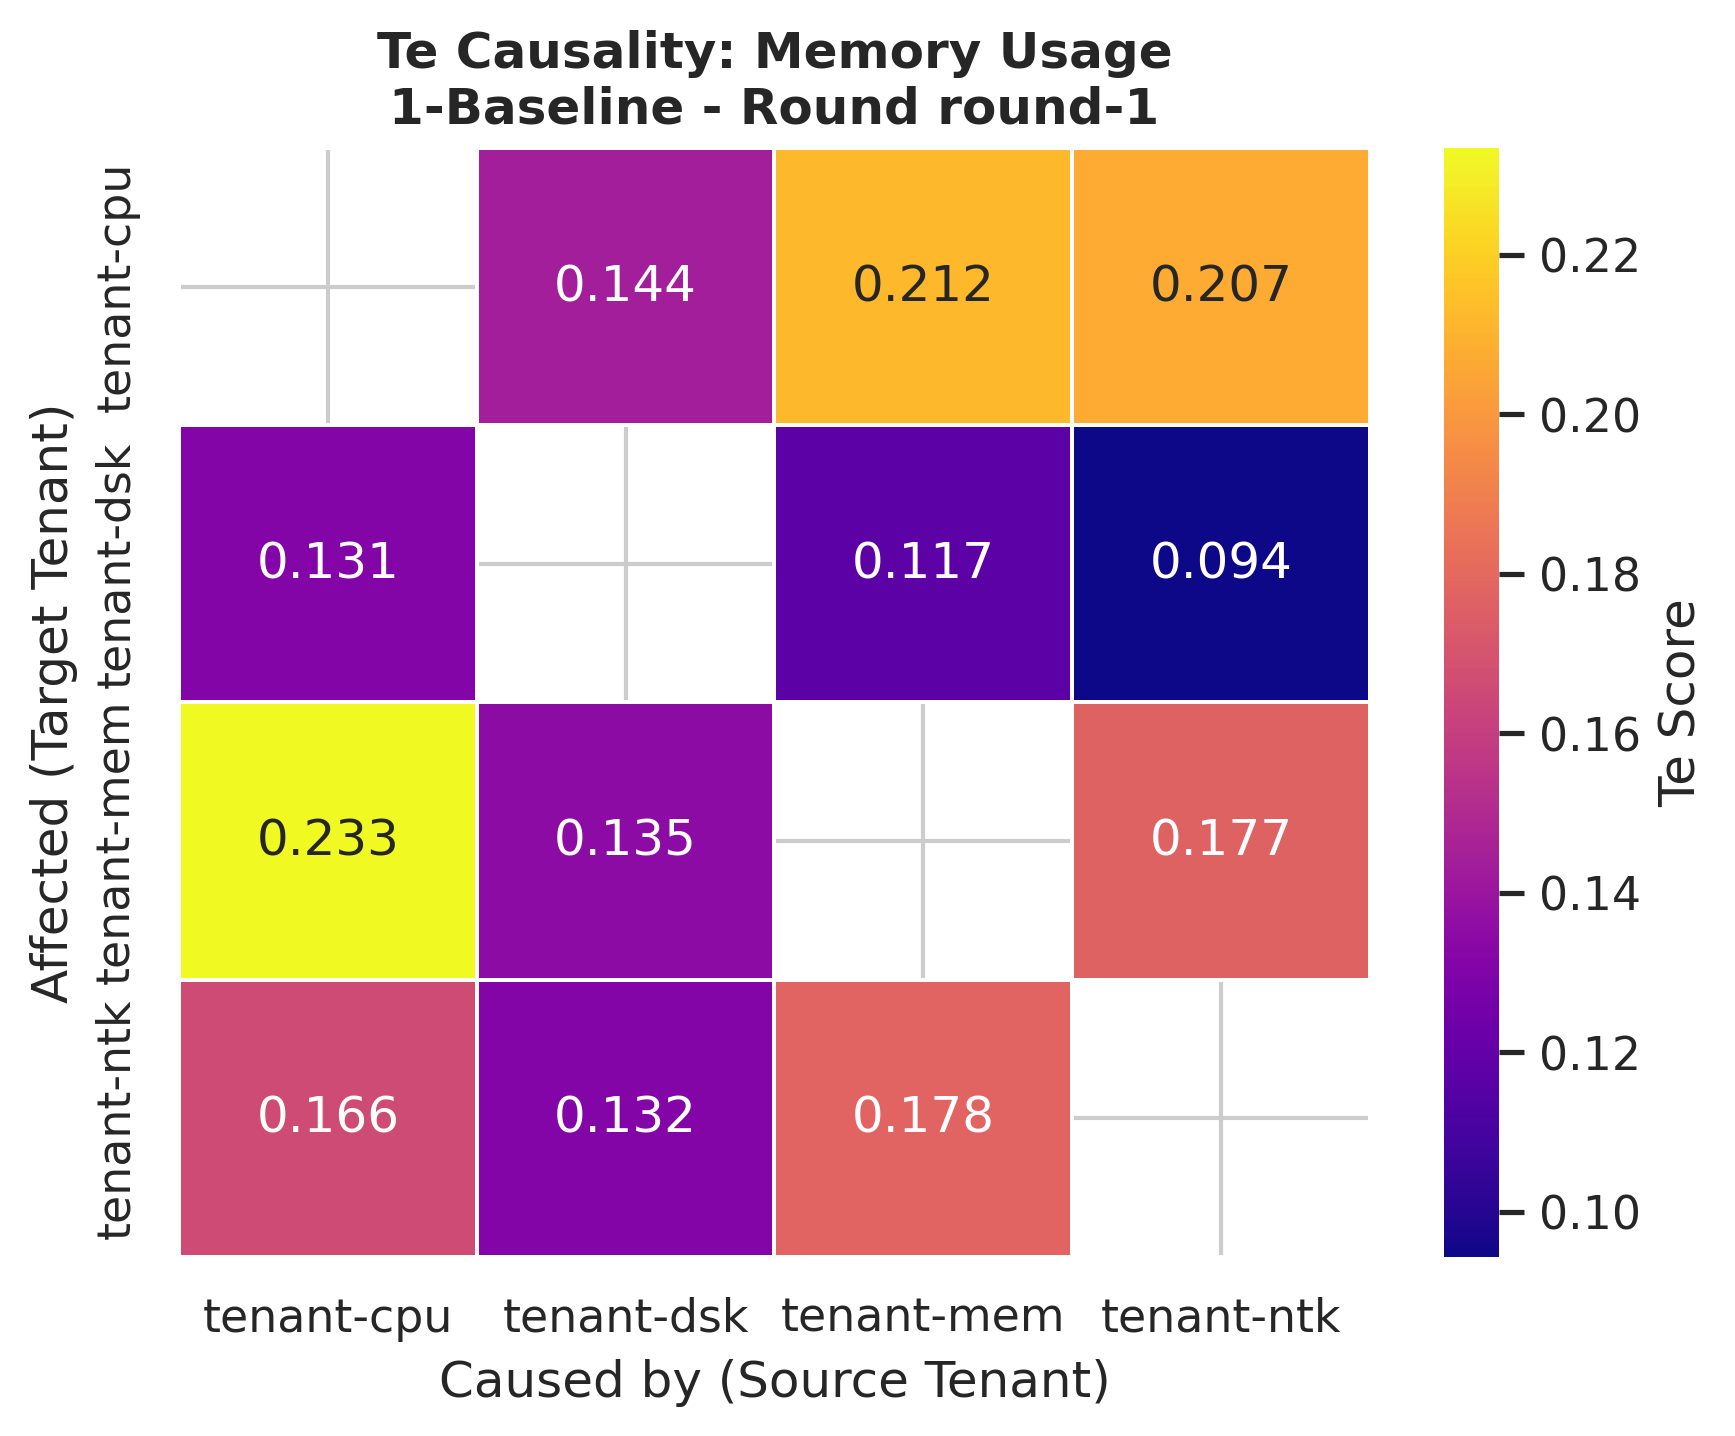 Te Causality: Memory Usage
1-Baseline - Round round-1
Affected (Target Tenant)
tenant-cpu
0.144 0.212 0.207
tenant-dsk
0.131 0.117 0.094
tenant-mem
0.233 0.135 0.177
tenant-ntk
0.166 0.132 0.178
tenant-cpu tenant-dsk tenant-mem tenant-ntk
Caused by (Source Tenant)
0.22
0.20
0.18
0.16
0.14
0.12
0.10
Te Score